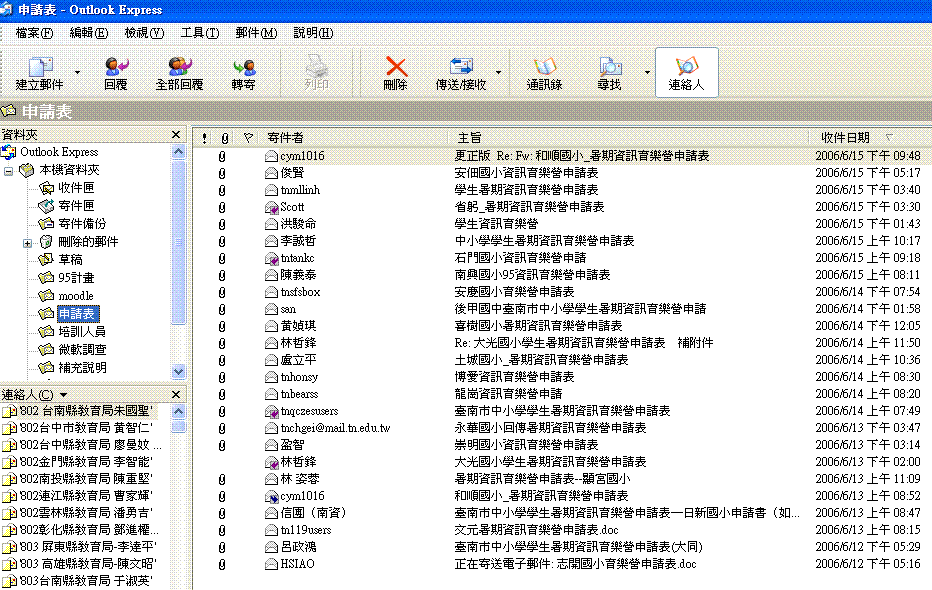 申請表 - Outlook Express
檔案(F) 編輯(E) 檢視(V) 工具(T) 郵件(M) 說明(H)
建立郵件 回覆 全部回覆 轉寄 列印 刪除 傳送/接收 通訊錄 尋找 連絡人
申請表
資料夾
Outlook Express
本機資料夾
收件匣
寄件匣
寄件備份
刪除的郵件
草稿
95計畫
moodle
申請表
培訓人員
微軟調查
補充說明
連絡人(C)
'802 台南縣教育局朱國聖'
'802台中市教育局 黃智仁'
'802台中縣教育局 廖曼妏 ...
'802金門縣教育局 李智能'
'802南投縣教育局 陳重堅'
'802連江縣教育局 曹家輝'
'802雲林縣教育局 潘勇吉'
'802彰化縣教育局 鄧進權...
'803 屏東縣教育局-李達平'
'803 高雄縣教育局-陳文昭'
'803台南縣教育局 于淑英'
寄件者 主旨 收件日期
cym1016 更正版 Re: Fw: 和順國小_暑期資訊育樂營申請表 2006/6/15 下午 09:48
俊賢 安佃國小資訊育樂營申請表 2006/6/15 下午 05:17
tnmllinh 學生暑期資訊育樂營申請表 2006/6/15 下午 03:40
Scott 省躬_暑期資訊育樂營申請表 2006/6/15 下午 03:30
洪駿命 學生資訊育樂營 2006/6/15 下午 01:43
李誠哲 中小學學生暑期資訊育樂營申請表 2006/6/15 上午 10:17
tntankc 石門國小資訊育樂營申請 2006/6/15 上午 09:18
陳義泰 南興國小95資訊育樂營申請表 2006/6/15 上午 08:11
tnsfsbox 安慶國小育樂營申請表 2006/6/14 下午 07:54
san 後甲國中臺南市中小學學生暑期資訊育樂營申請 2006/6/14 下午 01:58
黃媜琪 喜樹國小暑期資訊育樂營申請表 2006/6/14 下午 12:05
林哲鋒 Re: 大光國小學生暑期資訊育樂營申請表 補附件 2006/6/14 上午 11:50
盧立平 土城國小_暑期資訊育樂營申請表 2006/6/14 上午 10:36
tnhonsy 博愛資訊育樂營申請表 2006/6/14 上午 08:30
tnbearss 龍崗資訊育樂營申請 2006/6/14 上午 08:20
tnqczesusers 臺南市中小學學生暑期資訊育樂營申請表 2006/6/14 上午 07:49
tnchgei@mail.tn.edu.tw 永華國小回傳暑期資訊育樂營申請表 2006/6/13 下午 03:47
盈智 崇明國小資訊育樂營申請表 2006/6/13 下午 03:14
林哲鋒 大光國小學生暑期資訊育樂營申請表 2006/6/13 下午 02:00
林 姿蓉 暑期資訊育樂營申請表--顯宮國小 2006/6/13 上午 11:09
cym1016 和順國小_暑期資訊育樂營申請表 2006/6/13 上午 08:52
信團（南資） 臺南市中小學學生暑期資訊育樂營申請表—日新國小申請書（如... 2006/6/13 上午 08:47
tn119users 文元暑期資訊育樂營申請表.doc 2006/6/13 上午 08:15
呂政鴻 臺南市中小學學生暑期資訊育樂營申請表(大同) 2006/6/12 下午 05:29
HSIAO 正在寄送電子郵件: 志開國小育樂營申請表.doc 2006/6/12 下午 05:16